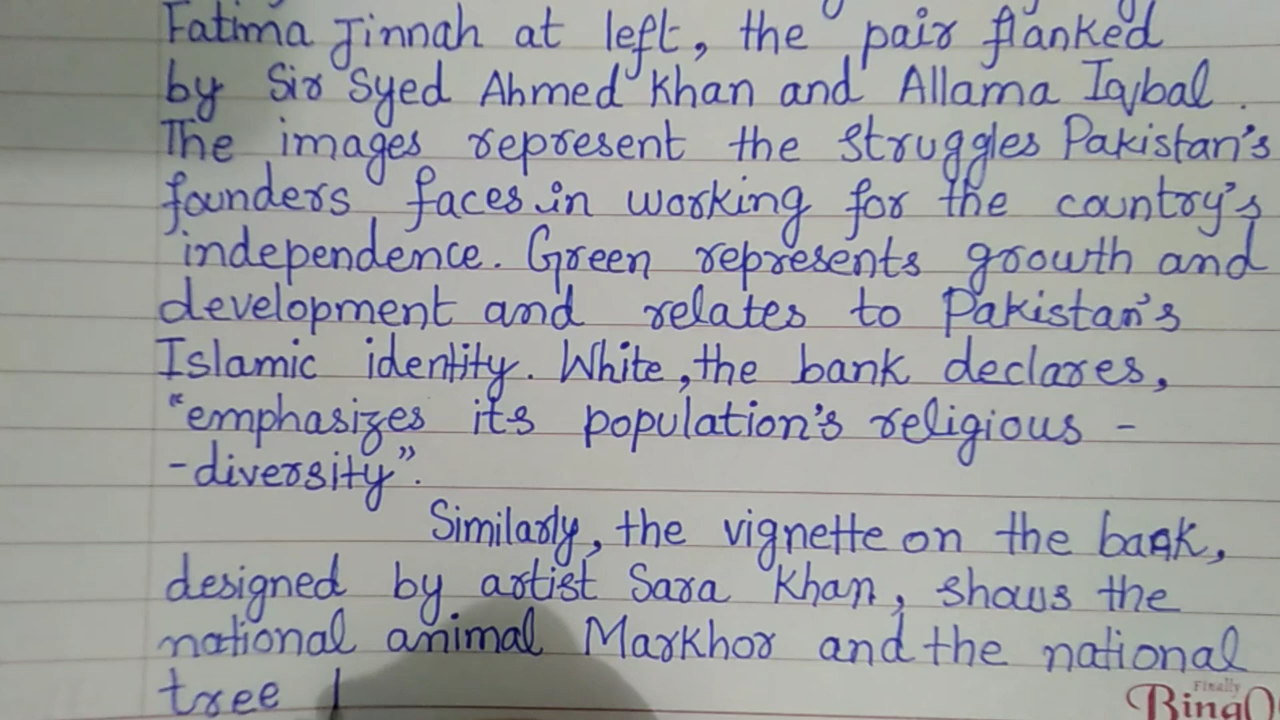 Fatima Jinnah at left, the pair flanked
by Sir Syed Ahmed Khan and Allama Iqbal.
The images represent the struggles Pakistan's
founders faces in working for the country's
independence. Green represents growth and
development and relates to Pakistan's
Islamic identity. White, the bank declares,
"emphasizes its population's religious -
-diversity".
Similarly, the vignette on the back,
designed by artist Sara Khan, shows the
national animal Markhor and the national
tree
Finally
BingO